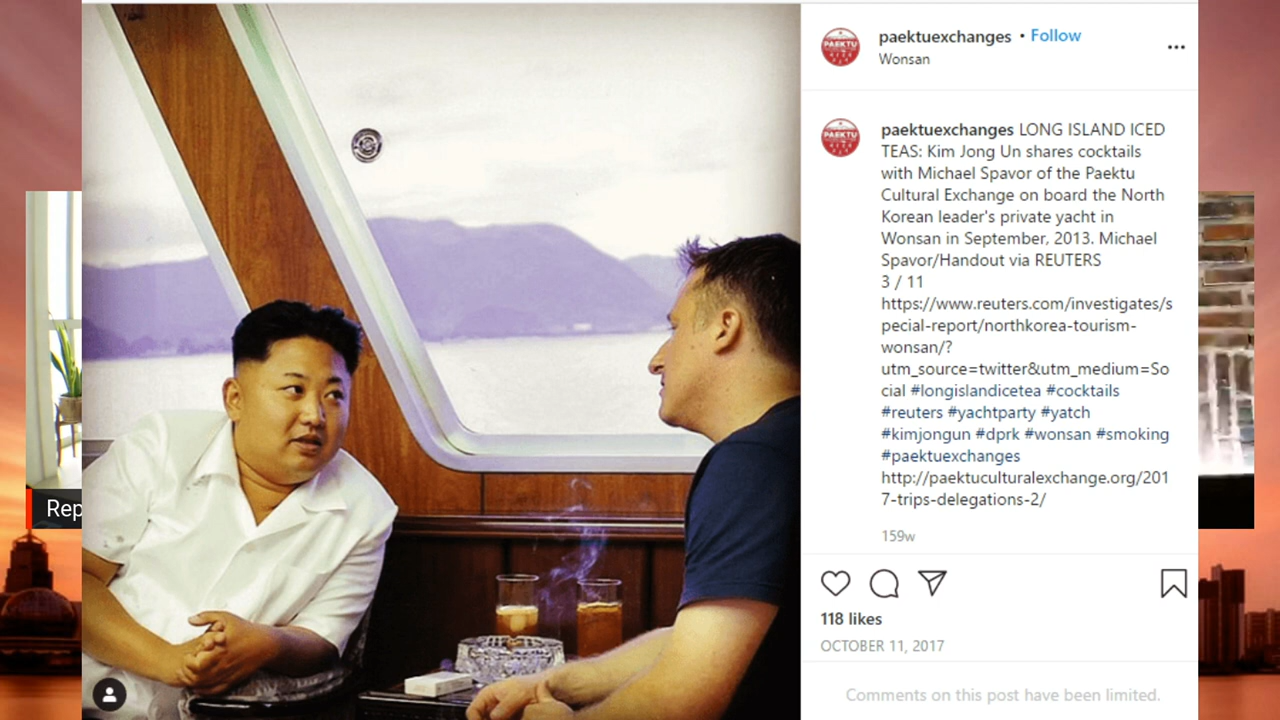 paektuexchanges • Follow
Wonsan
PAEKTU
PAEKTU
paektuexchanges LONG ISLAND ICED
TEAS: Kim Jong Un shares cocktails
with Michael Spavor of the Paektu
Cultural Exchange on board the North
Korean leader's private yacht in
Wonsan in September, 2013. Michael
Spavor/Handout via REUTERS
3 / 11
https://www.reuters.com/investigates/s
pecial-report/northkorea-tourism-
wonsan/?
utm_source=twitter&utm_medium=So
cial #longislandicetea #cocktails
#reuters #yachtparty #yatch
#kimjongun #dprk #wonsan #smoking
#paektuexchanges
http://paektuculturalexchange.org/201
7-trips-delegations-2/
159w
118 likes
OCTOBER 11, 2017
Comments on this post have been limited.
Rep